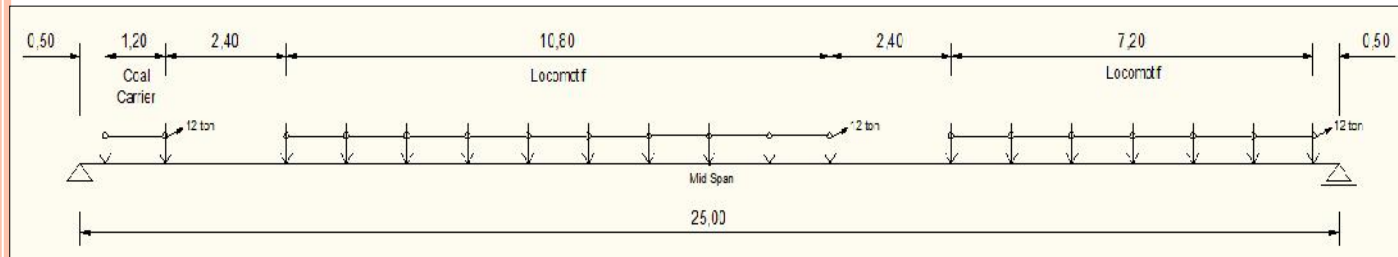 0,50 1,20 2,40 10,80 2,40 7,20 0,50
Coal
Carrier
Locomotif
Locomotif
12 ton
12 ton
12 ton
Mid Span
25,00